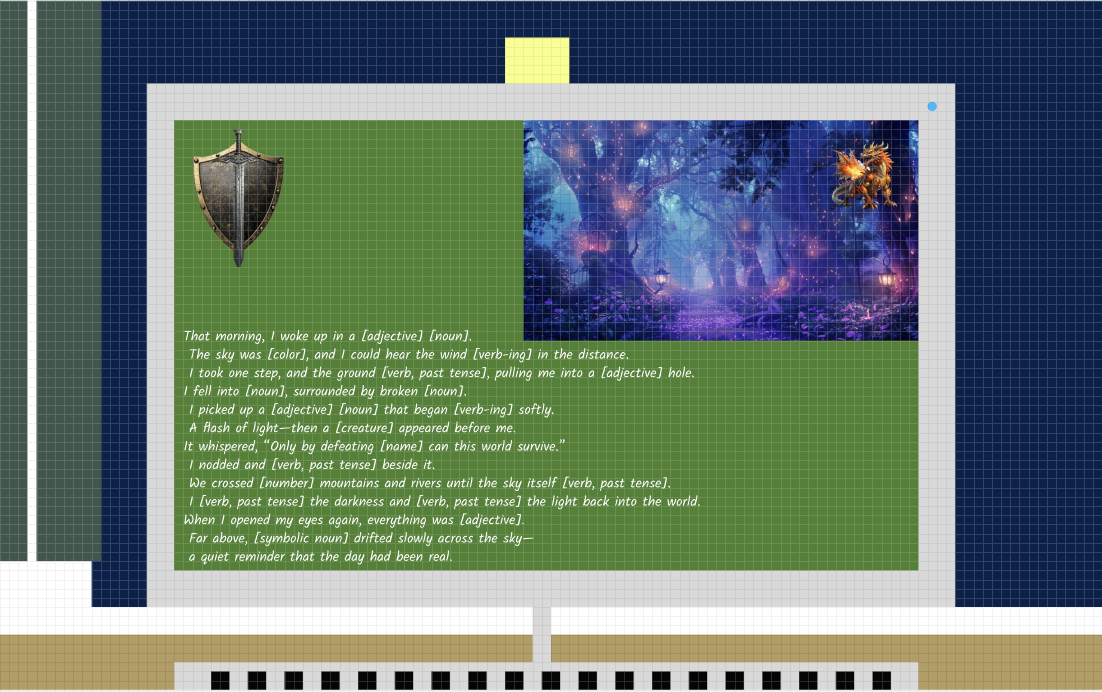 That morning, I woke up in a [adjective] [noun].
The sky was [color], and I could hear the wind [verb-ing] in the distance.
I took one step, and the ground [verb, past tense], pulling me into a [adjective] hole.
I fell into [noun], surrounded by broken [noun].
I picked up a [adjective] [noun] that began [verb-ing] softly.
A flash of light—then a [creature] appeared before me.
It whispered, “Only by defeating [name] can this world survive.”
I nodded and [verb, past tense] beside it.
We crossed [number] mountains and rivers until the sky itself [verb, past tense].
I [verb, past tense] the darkness and [verb, past tense] the light back into the world.
When I opened my eyes again, everything was [adjective].
Far above, [symbolic noun] drifted slowly across the sky—
a quiet reminder that the day had been real.